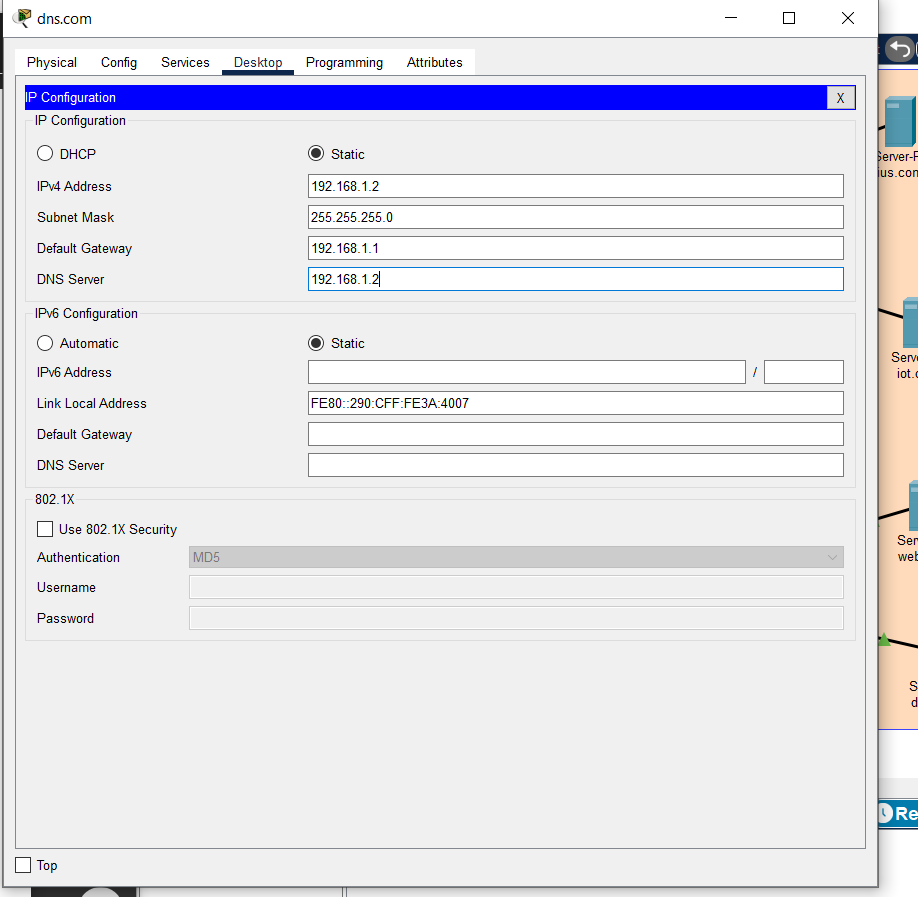 dns.com
Physical Config Services Desktop Programming Attributes
IP Configuration X
IP Configuration
DHCP Static
IPv4 Address 192.168.1.2
Subnet Mask 255.255.255.0
Default Gateway 192.168.1.1
DNS Server 192.168.1.2
IPv6 Configuration
Automatic Static
IPv6 Address /
Link Local Address FE80::290:CFF:FE3A:4007
Default Gateway
DNS Server
802.1X
Use 802.1X Security
Authentication MD5
Username
Password
Top
Server-P
ius.con
Serve
iot.c
Serv
web
S
d
Re